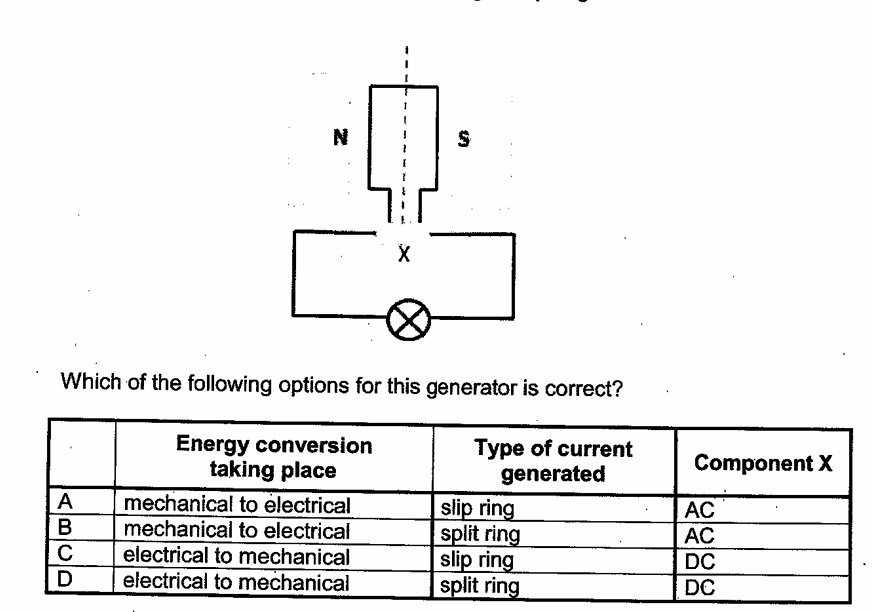 N S
X
Which of the following options for this generator is correct?
Energy conversion taking place Type of current generated Component X
A mechanical to electrical slip ring AC
B mechanical to electrical split ring AC
C electrical to mechanical slip ring DC
D electrical to mechanical split ring DC